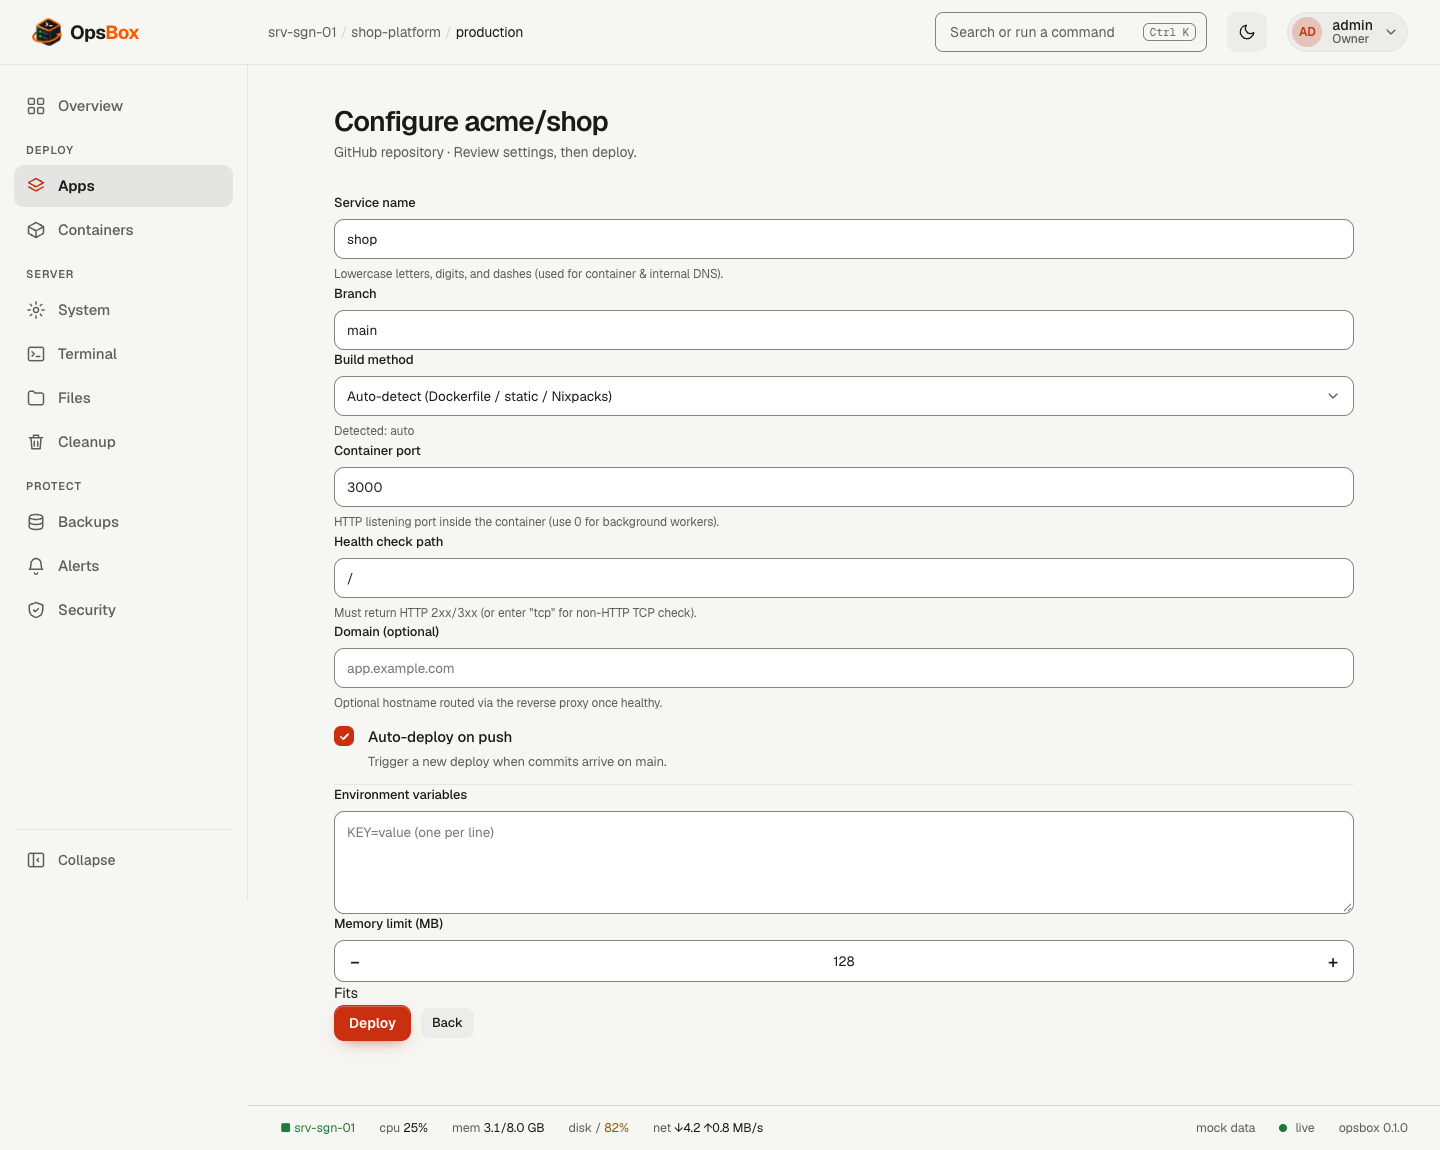 OpsBox
srv-sgn-01 / shop-platform / production
Search or run a command Ctrl K
AD
admin
Owner
Overview
DEPLOY
Apps
Containers
SERVER
System
Terminal
Files
Cleanup
PROTECT
Backups
Alerts
Security
Collapse
Configure acme/shop
GitHub repository · Review settings, then deploy.
Service name
shop
Lowercase letters, digits, and dashes (used for container & internal DNS).
Branch
main
Build method
Auto-detect (Dockerfile / static / Nixpacks)
Detected: auto
Container port
3000
HTTP listening port inside the container (use 0 for background workers).
Health check path
/
Must return HTTP 2xx/3xx (or enter "tcp" for non-HTTP TCP check).
Domain (optional)
app.example.com
Optional hostname routed via the reverse proxy once healthy.
Auto-deploy on push
Trigger a new deploy when commits arrive on main.
Environment variables
KEY=value (one per line)
Memory limit (MB)
− 128 +
Fits
Deploy Back
srv-sgn-01 cpu 25% mem 3.1/8.0 GB disk / 82% net ↓4.2 ↑0.8 MB/s mock data live opsbox 0.1.0